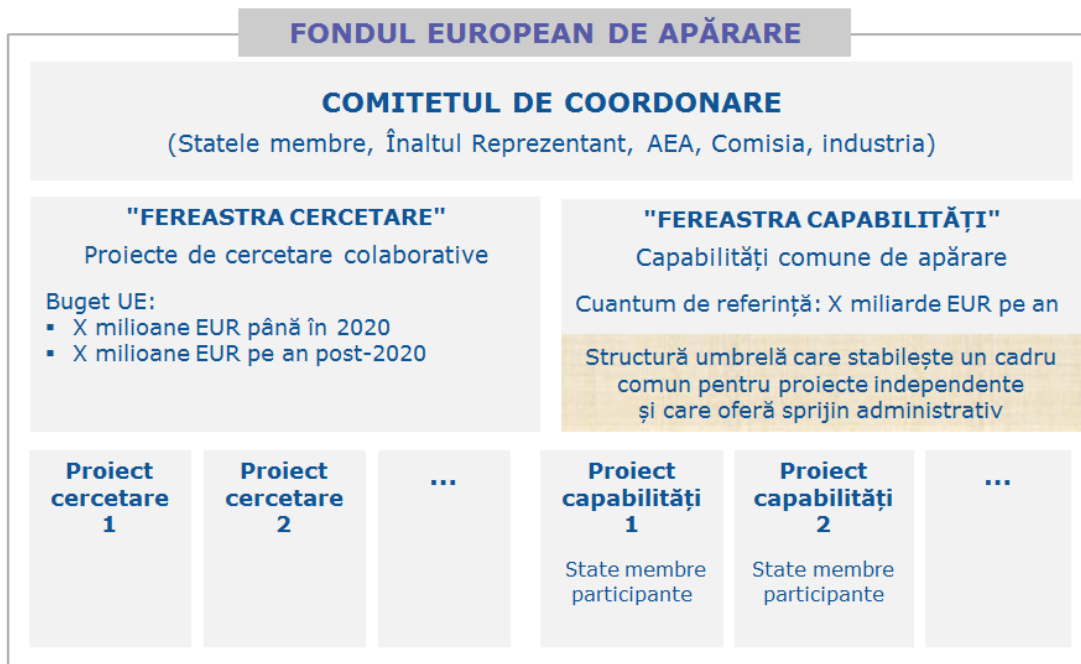 FONDUL EUROPEAN DE APĂRARE
COMITETUL DE COORDONARE
(Statele membre, Înaltul Reprezentant, AEA, Comisia, industria)
"FEREASTRA CERCETARE"
Proiecte de cercetare colaborative
Buget UE:
▪ X milioane EUR până în 2020
▪ X milioane EUR pe an post-2020
"FEREASTRA CAPABILITĂȚI"
Capabilități comune de apărare
Cuantum de referință: X miliarde EUR pe an
Structură umbrelă care stabilește un cadru
comun pentru proiecte independente
și care oferă sprijin administrativ
Proiect
cercetare
1
Proiect
cercetare
2
...
Proiect
capabilități
1
State membre
participante
Proiect
capabilități
2
State membre
participante
...